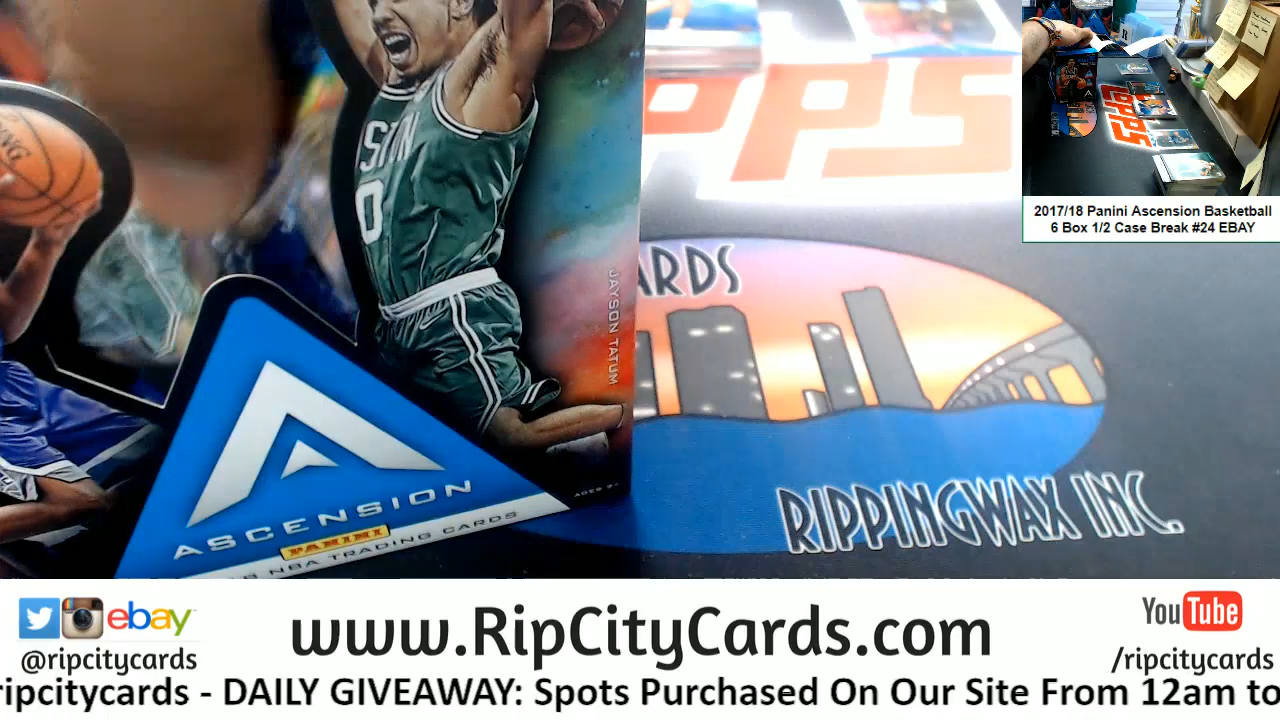 2017/18 Panini Ascension Basketball
6 Box 1/2 Case Break #24 EBAY
JAYSON TATUM
ASCENSION
PANINI
NBA TRADING CARDS
ARDS
RIPPINGWAX INC.
ebay
@ripcitycards
www.RipCityCards.com
YouTube
/ripcitycards
ripcitycards - DAILY GIVEAWAY: Spots Purchased On Our Site From 12am to